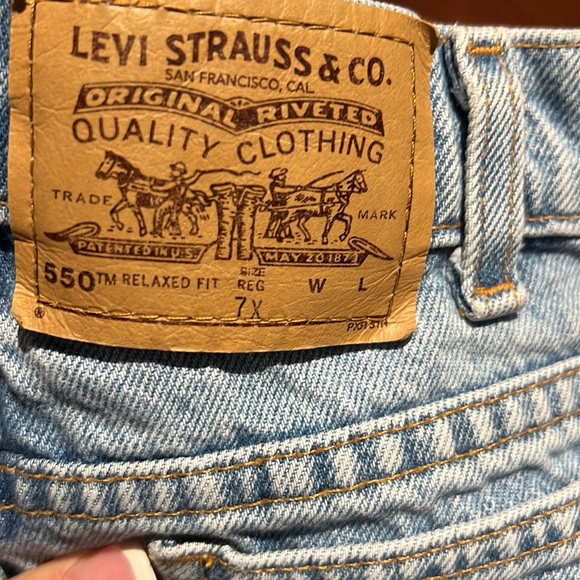 LEVI STRAUSS & CO.
SAN FRANCISCO, CAL
ORIGINAL RIVETED
QUALITY CLOTHING
TRADE MARK
PATENTED IN U.S. MAY 20 1873
SIZE
550™ RELAXED FIT REG W L
7X
®